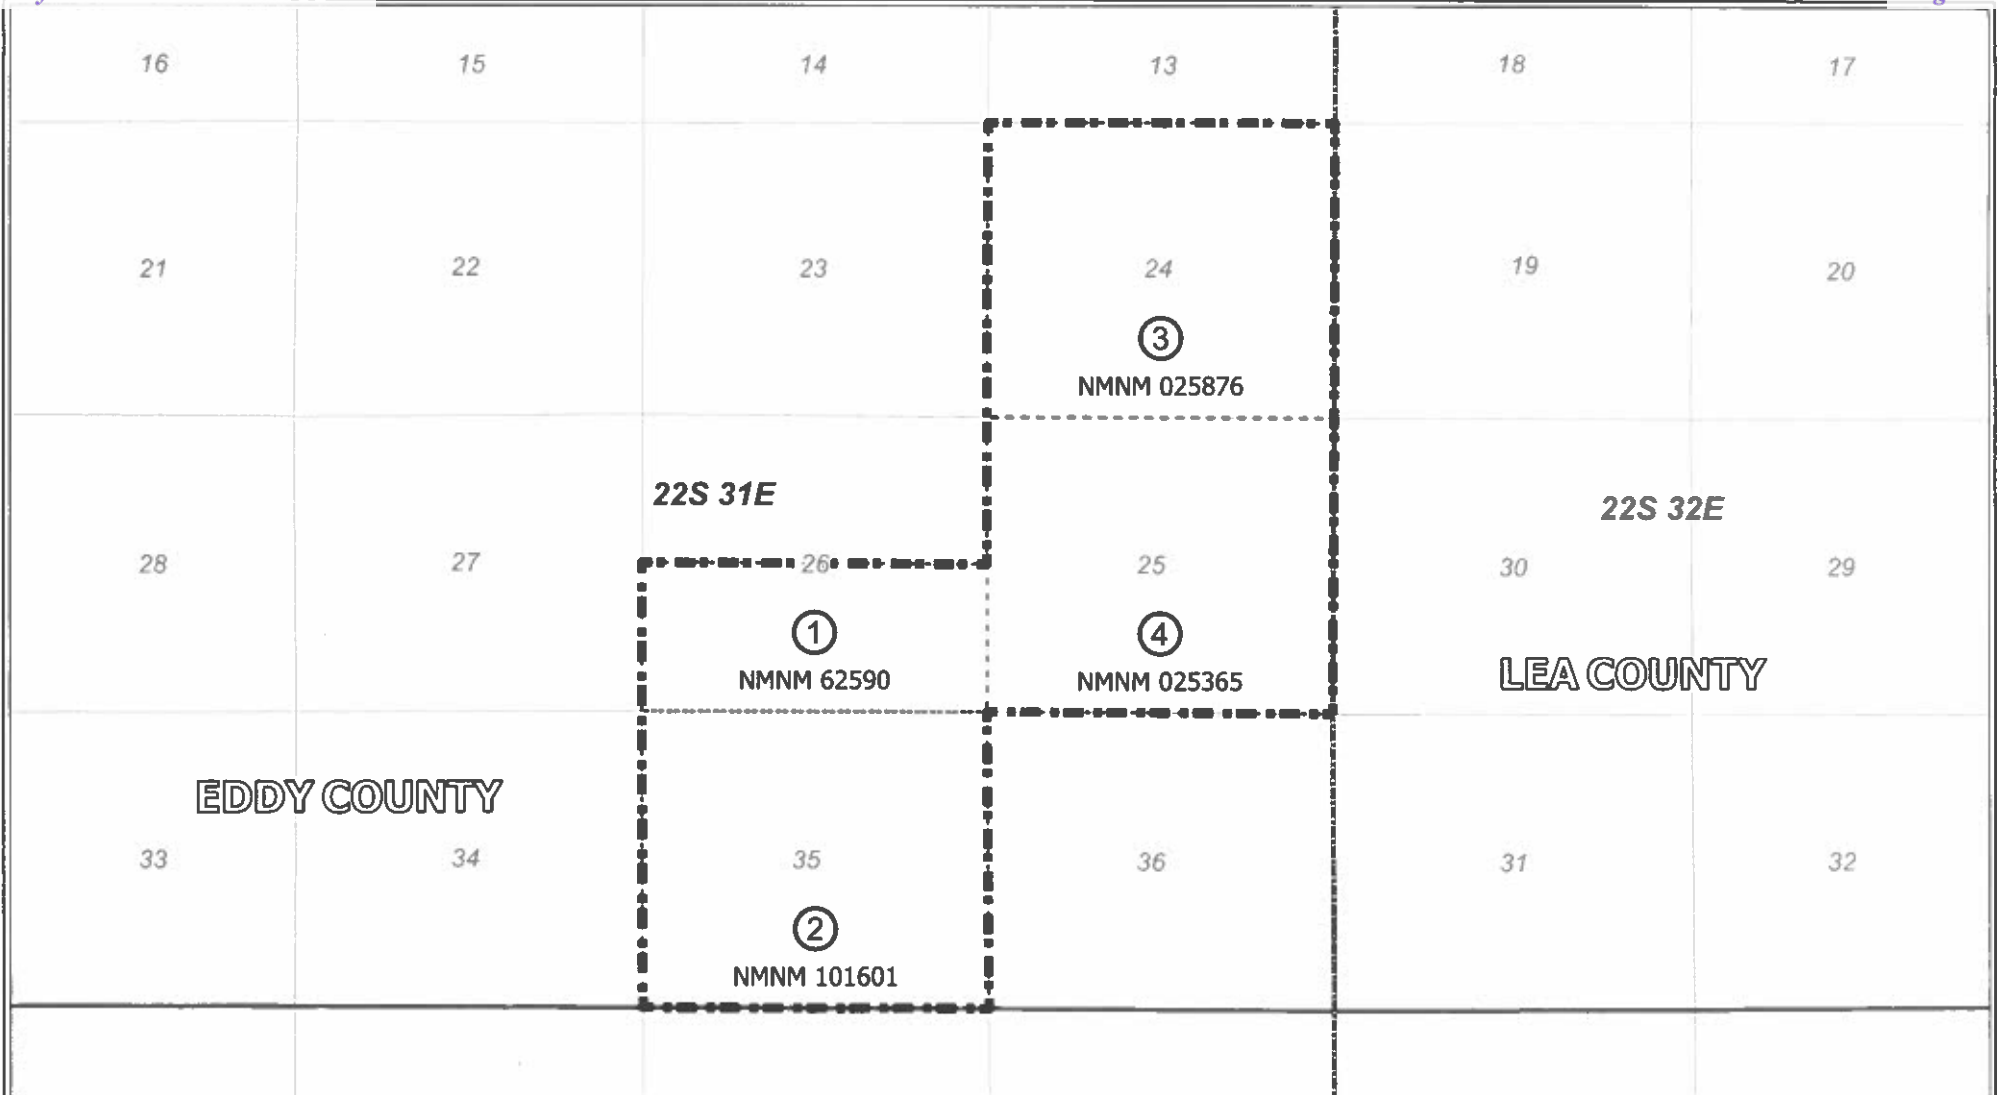 16 15 14 13 18 17
21 22 23 24 19 20
3
NMNM 025876
22S 31E 22S 32E
28 27 26 25 30 29
1 4
NMNM 62590 NMNM 025365 LEA COUNTY
EDDY COUNTY
33 34 35 36 31 32
2
NMNM 101601